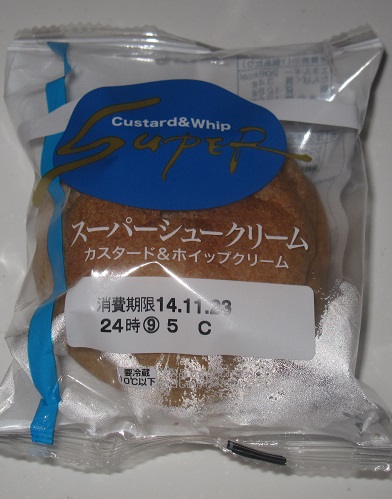 Custard&Whip
SUPER
スーパーシュークリーム
カスタード&ホイップクリーム
消費期限14.11.23
24時⑨ 5 C
要冷蔵
10℃以下